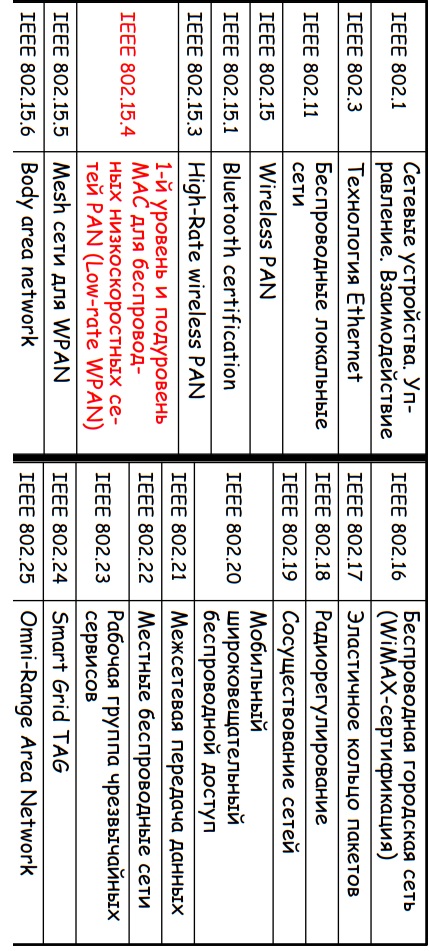 IEEE 802.1
Сетевые устройства. Уп-
равление. Взаимодействие
IEEE 802.3
Технология Ethernet
IEEE 802.11
Беспроводные локальные
сети
IEEE 802.15
Wireless PAN
IEEE 802.15.1
Bluetooth certification
IEEE 802.15.3
High-Rate wireless PAN
IEEE 802.15.4
1-й уровень и подуровень
MAC для беспровод-
ных низкоскоростных се-
тей PAN (Low-rate WPAN)
IEEE 802.15.5
Mesh сети для WPAN
IEEE 802.15.6
Body area network
IEEE 802.16
Беспроводная городская сеть
(WiMAX-сертификация)
IEEE 802.17
Эластичное кольцо пакетов
IEEE 802.18
Радиорегулирование
IEEE 802.19
Сосуществование сетей
IEEE 802.20
Мобильный
широковещательный
беспроводной доступ
IEEE 802.21
Межсетевая передача данных
IEEE 802.22
Местные беспроводные сети
IEEE 802.23
Рабочая группа чрезвычайных
сервисов
IEEE 802.24
Smart Grid TAG
IEEE 802.25
Omni-Range Area Network